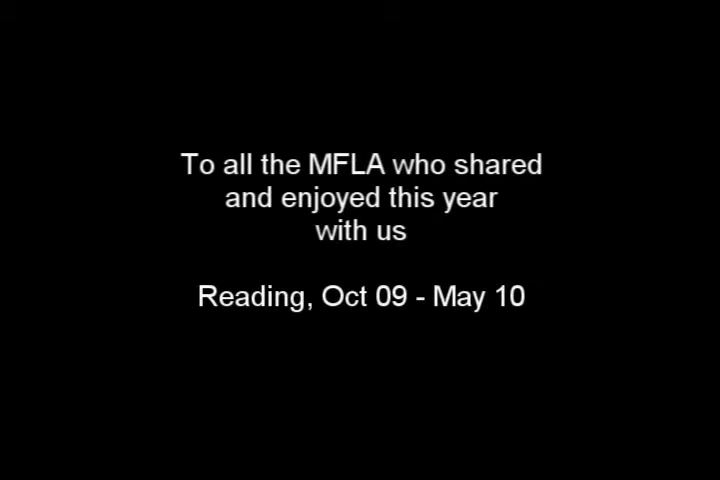 To all the MFLA who shared
and enjoyed this year
with us
Reading, Oct 09 - May 10